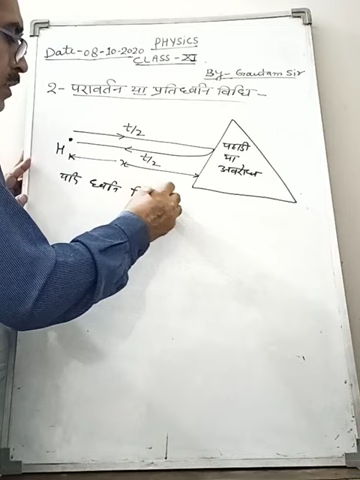 PHYSICS
Date-08-10-2020
CLASS-XI
By-Gautam Sir
2- परावर्तन या प्रतिध्वनि विधि-
t/2
H
x
t/2
पहाड़ी
या
अवरोध
यदि ध्वनि